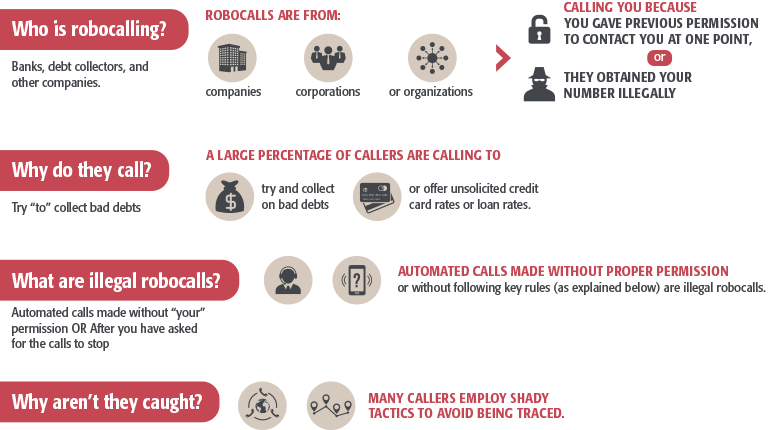 Who is robocalling?
Banks, debt collectors, and
other companies.
ROBOCALLS ARE FROM:
companies
corporations
or organizations
CALLING YOU BECAUSE
YOU GAVE PREVIOUS PERMISSION
TO CONTACT YOU AT ONE POINT,
or
THEY OBTAINED YOUR
NUMBER ILLEGALLY
Why do they call?
Try “to” collect bad debts
A LARGE PERCENTAGE OF CALLERS ARE CALLING TO
$
try and collect
on bad debts
or offer unsolicited credit
card rates or loan rates.
What are illegal robocalls?
Automated calls made without “your”
permission OR After you have asked
for the calls to stop
?
AUTOMATED CALLS MADE WITHOUT PROPER PERMISSION
or without following key rules (as explained below) are illegal robocalls.
Why aren’t they caught?
MANY CALLERS EMPLOY SHADY
TACTICS TO AVOID BEING TRACED.